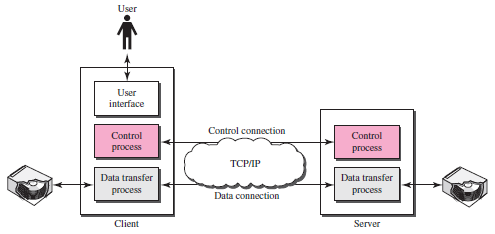 User
User
interface
Control
process
Data transfer
process
Client
Control connection
TCP/IP
Data connection
Control
process
Data transfer
process
Server